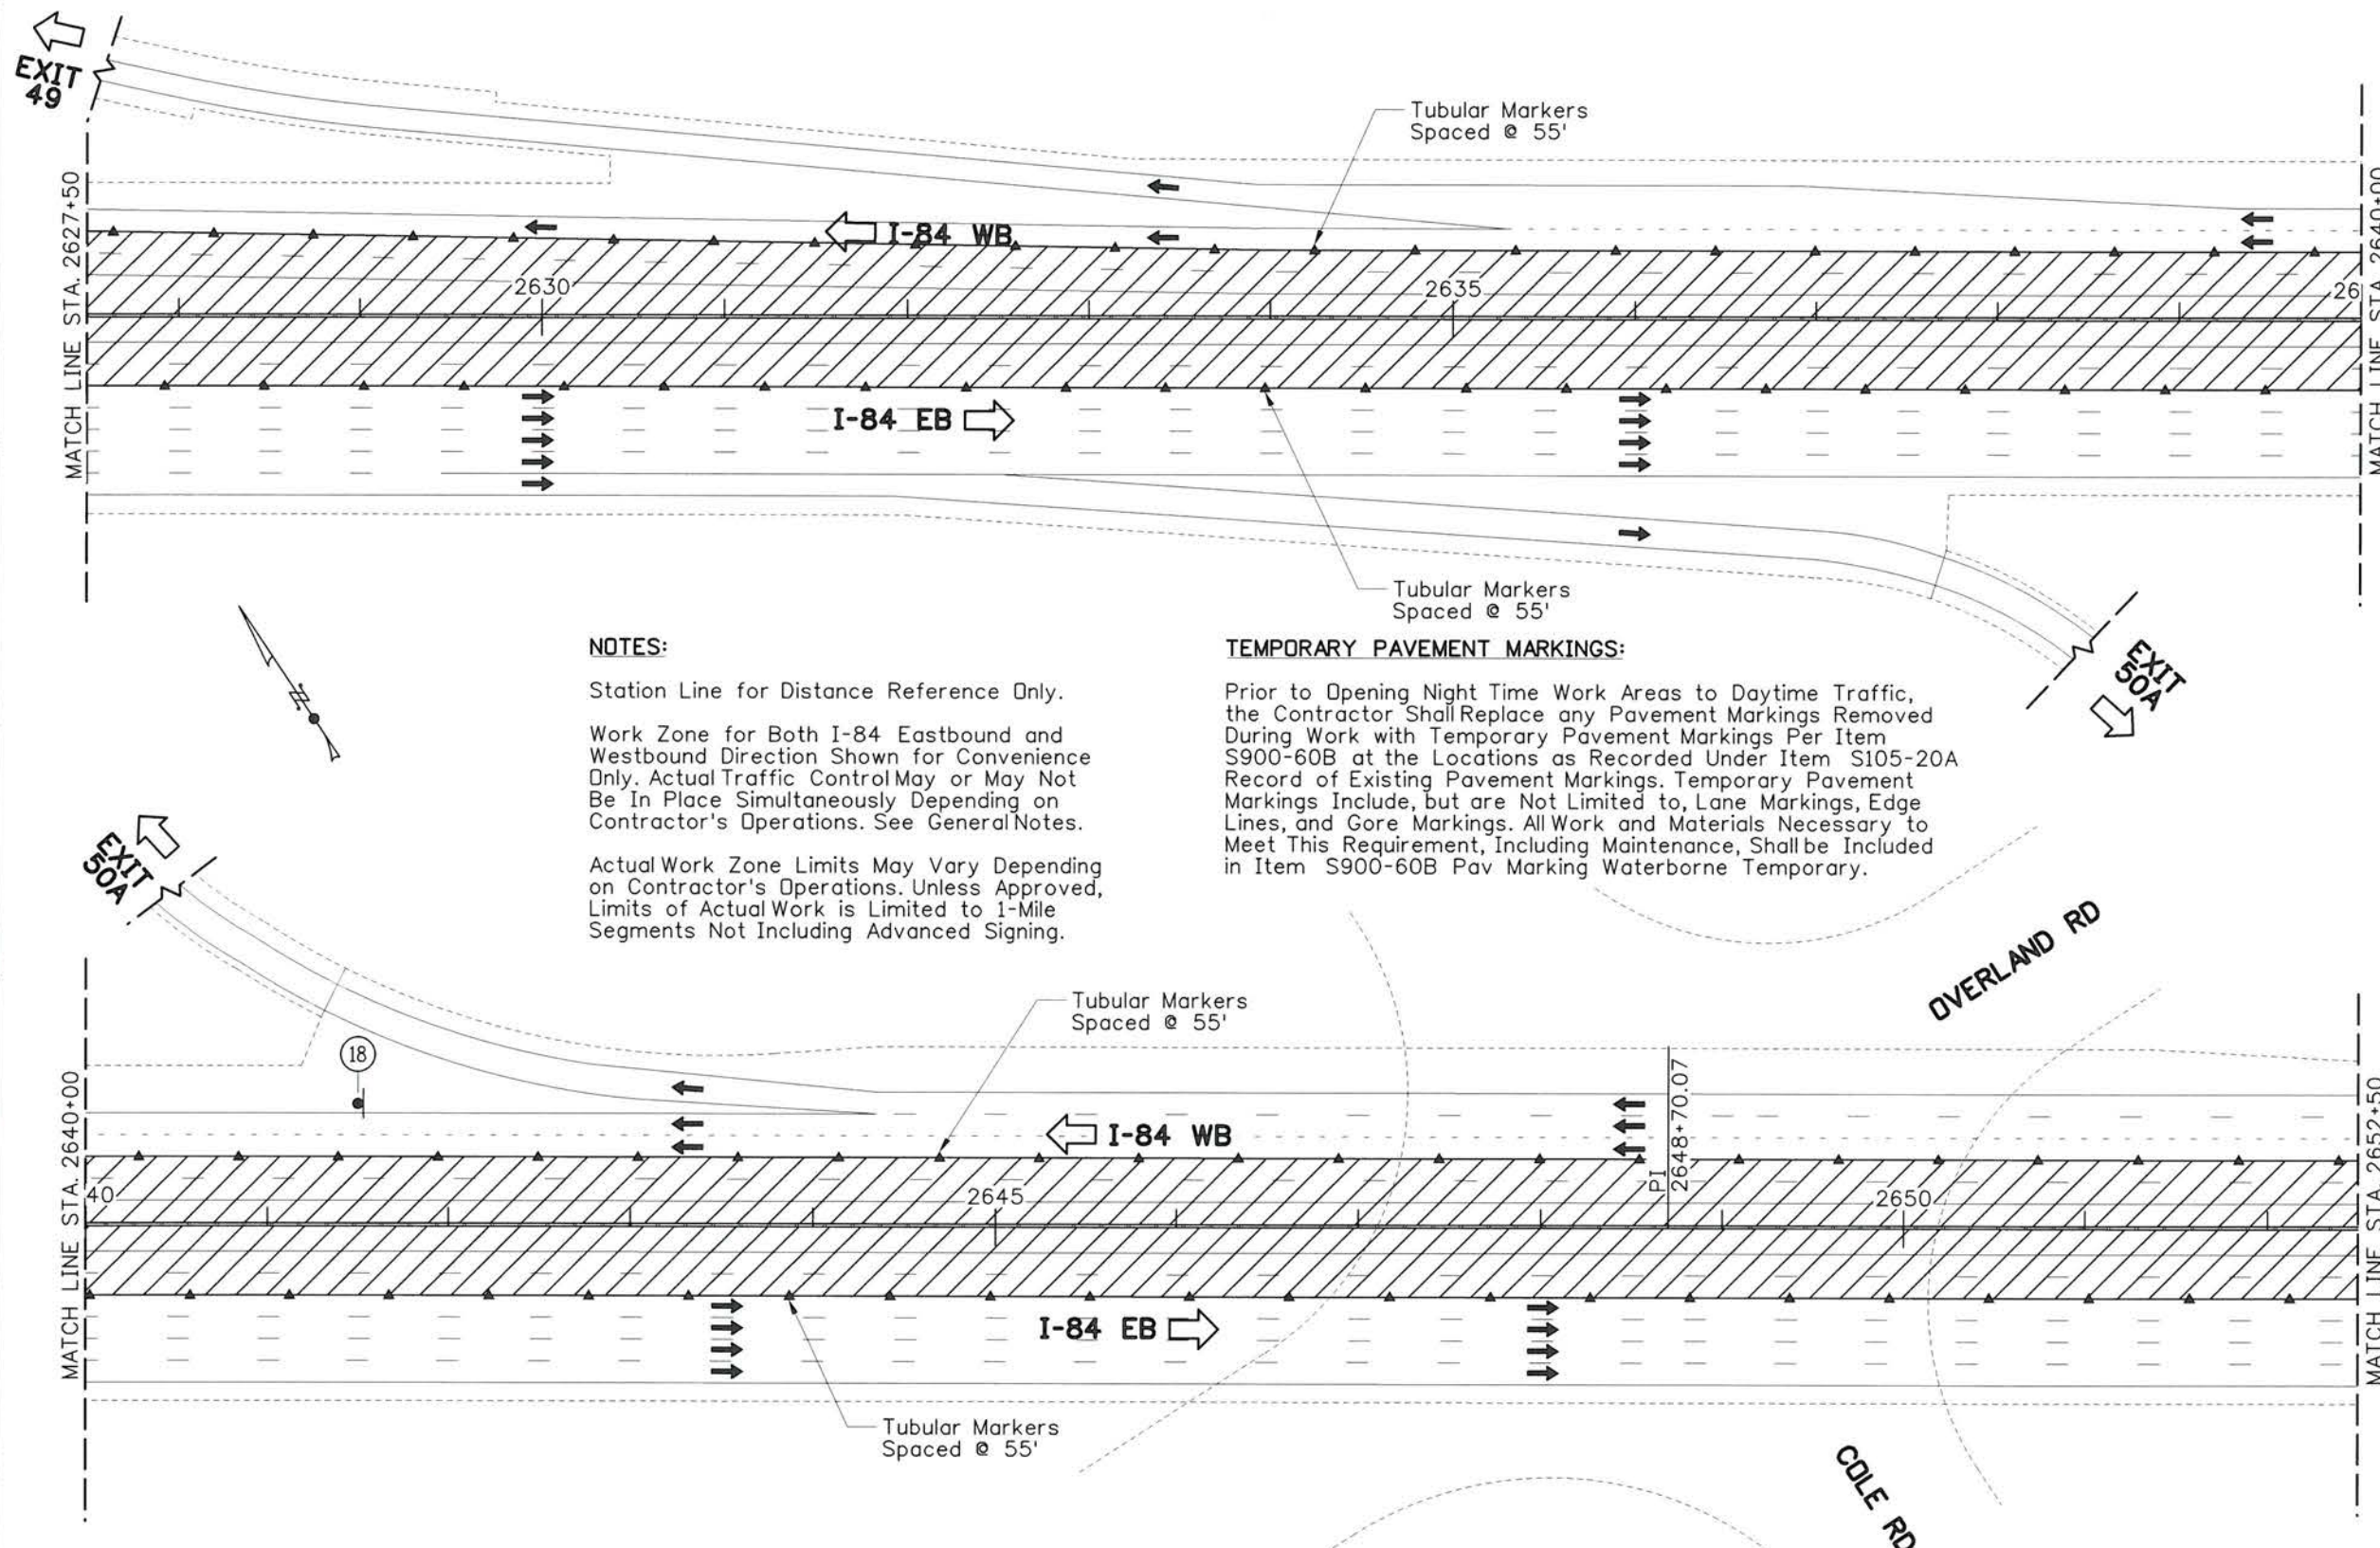 EXIT
49
Tubular Markers
Spaced @ 55'
MATCH LINE STA. 2627+50
I-84 WB
2630
2635
26
MATCH LINE STA. 2640+00
I-84 EB
Tubular Markers
Spaced @ 55'
EXIT
50A
NOTES:
Station Line for Distance Reference Only.
Work Zone for Both I-84 Eastbound and
Westbound Direction Shown for Convenience
Only. Actual Traffic Control May or May Not
Be In Place Simultaneously Depending on
Contractor's Operations. See General Notes.
Actual Work Zone Limits May Vary Depending
on Contractor's Operations. Unless Approved,
Limits of Actual Work is Limited to 1-Mile
Segments Not Including Advanced Signing.
TEMPORARY PAVEMENT MARKINGS:
Prior to Opening Night Time Work Areas to Daytime Traffic,
the Contractor Shall Replace any Pavement Markings Removed
During Work with Temporary Pavement Markings Per Item
S900-60B at the Locations as Recorded Under Item S105-20A
Record of Existing Pavement Markings. Temporary Pavement
Markings Include, but are Not Limited to, Lane Markings, Edge
Lines, and Gore Markings. All Work and Materials Necessary to
Meet This Requirement, Including Maintenance, Shall be Included
in Item S900-60B Pav Marking Waterborne Temporary.
EXIT
50A
OVERLAND RD
18
Tubular Markers
Spaced @ 55'
MATCH LINE STA. 2640+00
I-84 WB
PI
2648+70.07
40
2645
2650
MATCH LINE STA. 2652+50
I-84 EB
Tubular Markers
Spaced @ 55'
COLE RD